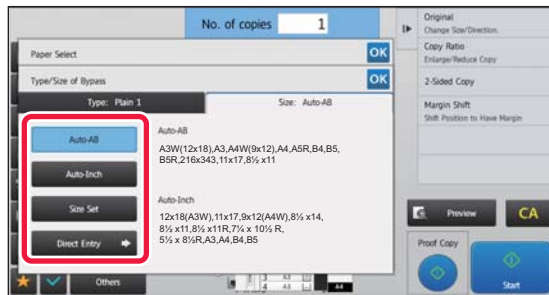 No. of copies
1
Original
Change Size/Direction.
Paper Select
OK
Copy Ratio
Enlarge/Reduce Copy
Type/Size of Bypass
OK
2-Sided Copy
Type: Plain 1
Size: Auto-AB
Margin Shift
Shift Position to Have Margin
Auto-AB
Auto-AB
A3W(12x18),A3,A4W(9x12),A4,A5R,B4,B5,
B5R,216x343,11x17,8½ x11
Auto-Inch
Auto-Inch
Size Set
12x18(A3W),11x17,9x12(A4W),8½ x14,
8½ x11,8½ x11R,7¼ x 10½ R,
5½ x 8½R,A3,A4,B4,B5
Preview
CA
Direct Entry
Proof Copy
Others
3 A3
4 A3
A4
Start